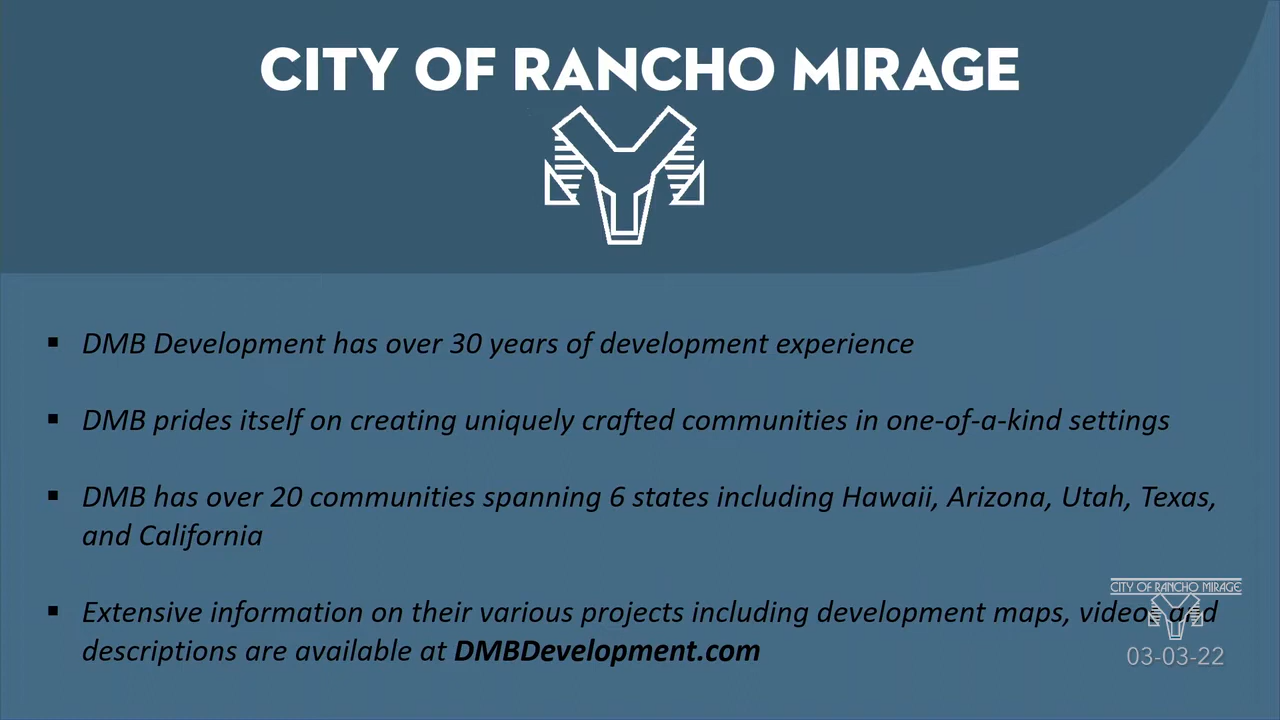 CITY OF RANCHO MIRAGE
▪ DMB Development has over 30 years of development experience
▪ DMB prides itself on creating uniquely crafted communities in one-of-a-kind settings
▪ DMB has over 20 communities spanning 6 states including Hawaii, Arizona, Utah, Texas,
and California
CITY OF RANCHO MIRAGE
▪ Extensive information on their various projects including development maps, videos and
descriptions are available at DMBDevelopment.com
03-03-22